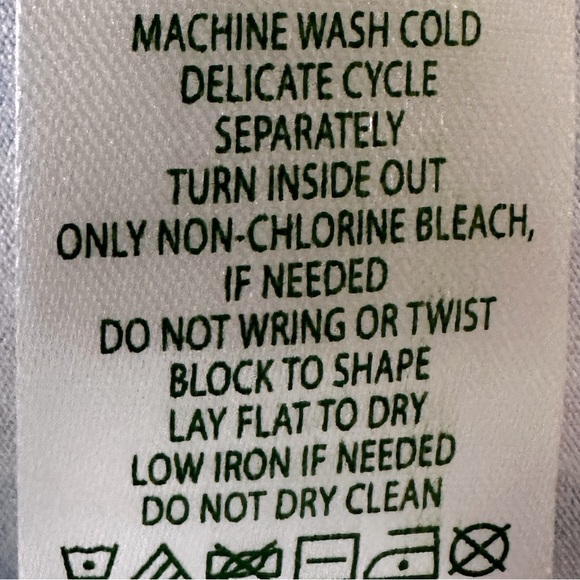 MACHINE WASH COLD
DELICATE CYCLE
SEPARATELY
TURN INSIDE OUT
ONLY NON-CHLORINE BLEACH,
IF NEEDED
DO NOT WRING OR TWIST
BLOCK TO SHAPE
LAY FLAT TO DRY
LOW IRON IF NEEDED
DO NOT DRY CLEAN